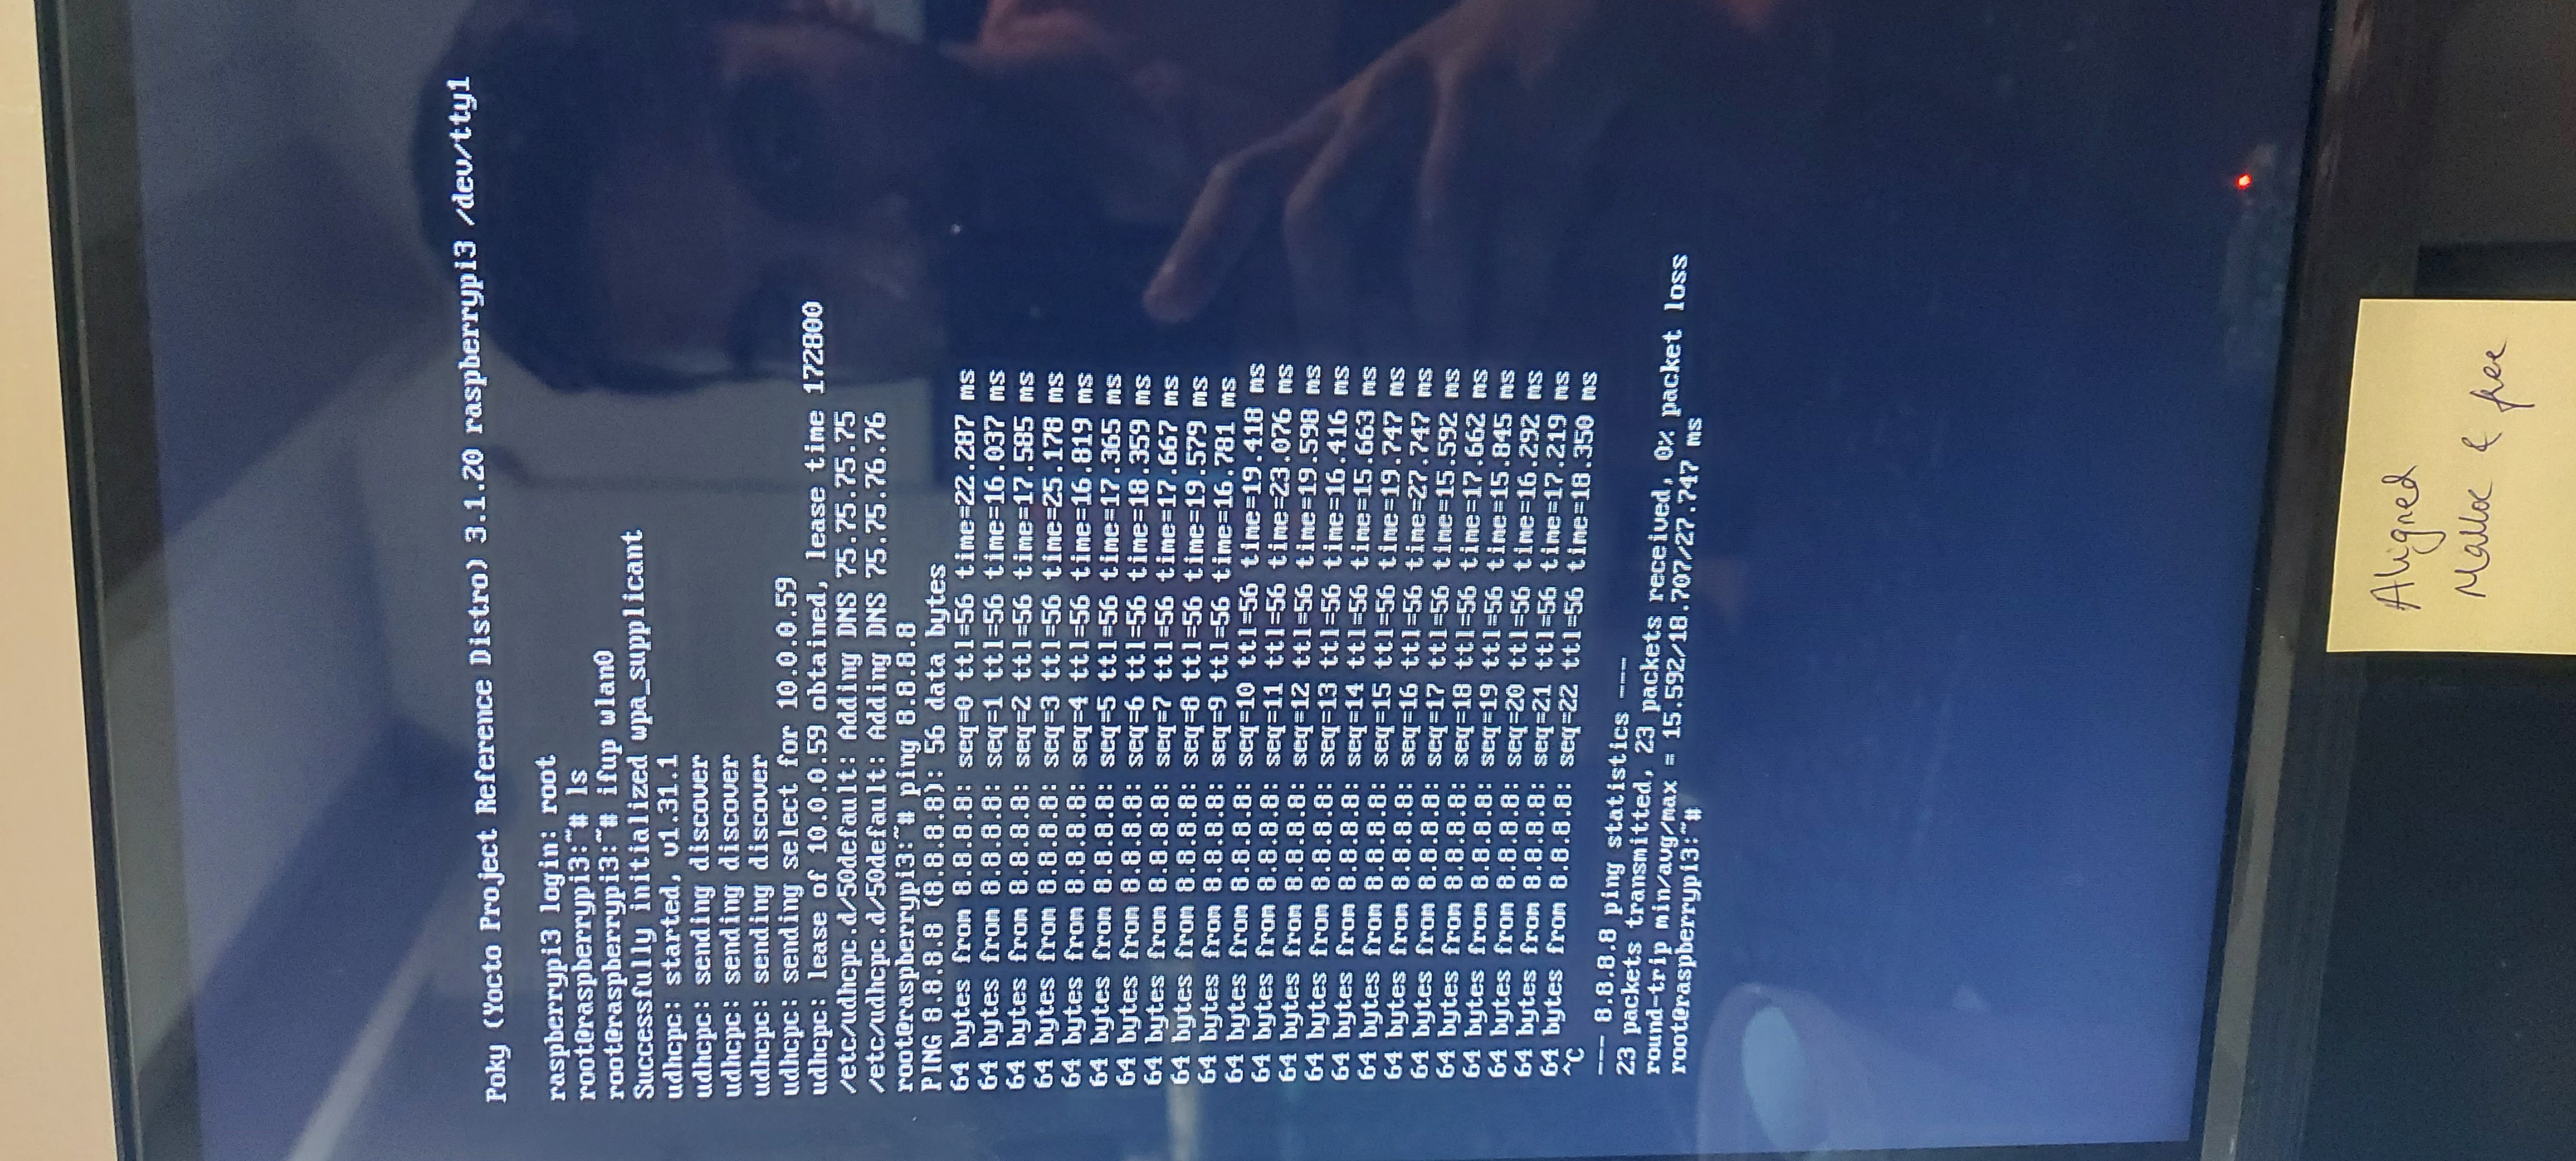 Poky (Yocto Project Reference Distro) 3.1.20 raspberrypi3 /dev/tty1
raspberrypi3 login: root
root@raspberrypi3:~# ls
root@raspberrypi3:~# ifup wlan0
Successfully initialized wpa_supplicant
udhcpc: started, v1.31.1
udhcpc: sending discover
udhcpc: sending discover
udhcpc: sending discover
udhcpc: sending select for 10.0.0.59
udhcpc: lease of 10.0.0.59 obtained, lease time 172800
/etc/udhcpc.d/50default: Adding DNS 75.75.75.75
/etc/udhcpc.d/50default: Adding DNS 75.75.76.76
root@raspberrypi3:~# ping 8.8.8.8
PING 8.8.8.8 (8.8.8.8): 56 data bytes
64 bytes from 8.8.8.8: seq=0 ttl=56 time=22.287 ms
64 bytes from 8.8.8.8: seq=1 ttl=56 time=16.037 ms
64 bytes from 8.8.8.8: seq=2 ttl=56 time=17.585 ms
64 bytes from 8.8.8.8: seq=3 ttl=56 time=25.178 ms
64 bytes from 8.8.8.8: seq=4 ttl=56 time=16.819 ms
64 bytes from 8.8.8.8: seq=5 ttl=56 time=17.365 ms
64 bytes from 8.8.8.8: seq=6 ttl=56 time=18.359 ms
64 bytes from 8.8.8.8: seq=7 ttl=56 time=17.667 ms
64 bytes from 8.8.8.8: seq=8 ttl=56 time=19.579 ms
64 bytes from 8.8.8.8: seq=9 ttl=56 time=16.781 ms
64 bytes from 8.8.8.8: seq=10 ttl=56 time=19.418 ms
64 bytes from 8.8.8.8: seq=11 ttl=56 time=23.076 ms
64 bytes from 8.8.8.8: seq=12 ttl=56 time=19.598 ms
64 bytes from 8.8.8.8: seq=13 ttl=56 time=16.416 ms
64 bytes from 8.8.8.8: seq=14 ttl=56 time=15.663 ms
64 bytes from 8.8.8.8: seq=15 ttl=56 time=19.747 ms
64 bytes from 8.8.8.8: seq=16 ttl=56 time=27.747 ms
64 bytes from 8.8.8.8: seq=17 ttl=56 time=15.592 ms
64 bytes from 8.8.8.8: seq=18 ttl=56 time=17.662 ms
64 bytes from 8.8.8.8: seq=19 ttl=56 time=15.845 ms
64 bytes from 8.8.8.8: seq=20 ttl=56 time=16.292 ms
64 bytes from 8.8.8.8: seq=21 ttl=56 time=17.219 ms
64 bytes from 8.8.8.8: seq=22 ttl=56 time=18.350 ms
^C
--- 8.8.8.8 ping statistics ---
23 packets transmitted, 23 packets received, 0% packet loss
round-trip min/avg/max = 15.592/18.707/27.747 ms
root@raspberrypi3:~#
Aligned
Malloc & free